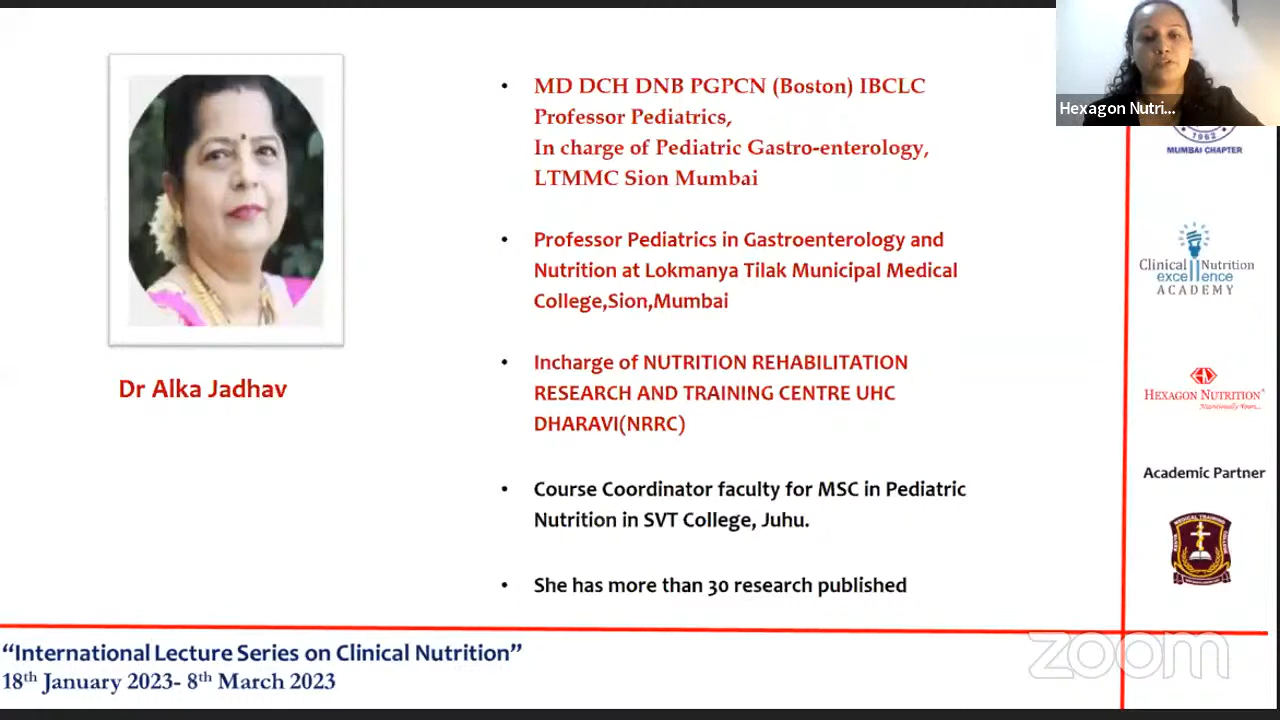 MD DCH DNB PGPCN (Boston) IBCLC
Professor Pediatrics,
In charge of Pediatric Gastro-enterology,
LTMMC Sion Mumbai
Professor Pediatrics in Gastroenterology and
Nutrition at Lokmanya Tilak Municipal Medical
College,Sion,Mumbai
Incharge of NUTRITION REHABILITATION
RESEARCH AND TRAINING CENTRE UHC
DHARAVI(NRRC)
Course Coordinator faculty for MSC in Pediatric
Nutrition in SVT College, Juhu.
She has more than 30 research published
Dr Alka Jadhav
Hexagon Nutri...
1962
MUMBAI CHAPTER
Clinical Nutrition
excellence
ACADEMY
HEXAGON NUTRITION
Academic Partner
MEDICAL TRAINING
"International Lecture Series on Clinical Nutrition"
18th January 2023- 8th March 2023
zoom